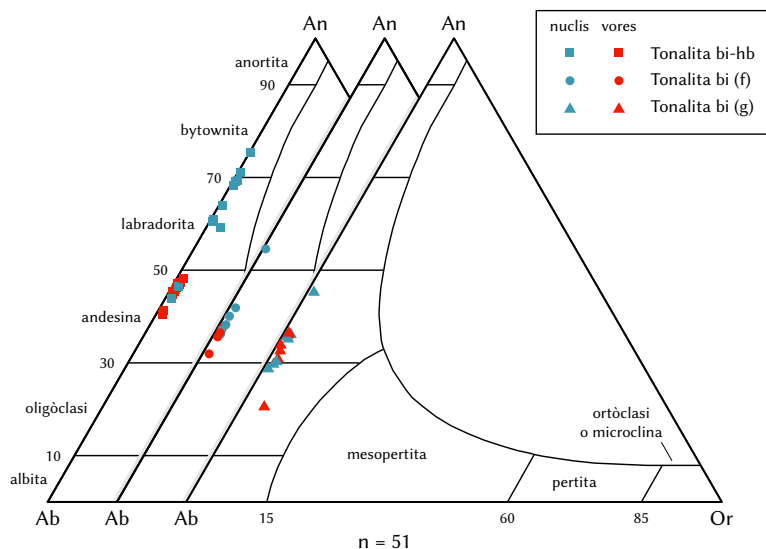 An An An
nuclis vores
Tonalita bi-hb
Tonalita bi (f)
Tonalita bi (g)
anortita
90
bytownita
70
labradorita
50
andesina
30
oligòclasi
ortòclasi
o microclina
10
mesopertita
albita
pertita
Ab Ab Ab 15 60 85 Or
n = 51